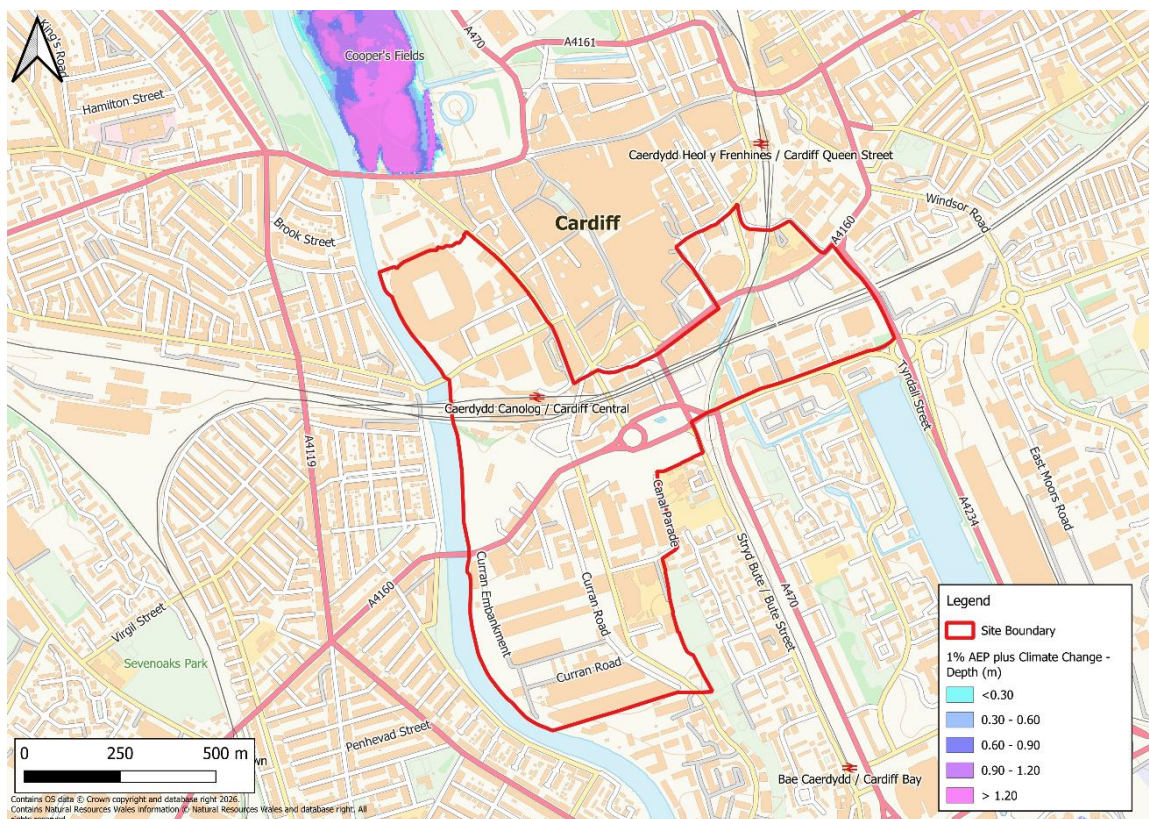 King's Road
A470
A4161
Cooper's Fields
Hamilton Street
Caerdydd Heol y Frenhines / Cardiff Queen Street
Windsor Road
Brook Street
Cardiff
A4160
Caerdydd Canolog / Cardiff Central
A4119
Tyndall Street
East Moors Road
Canal Parade
A4234
Stryd Bute / Bute Street
A470
A4160
Curran Embankment
Curran Road
Virgil Street
Sevenoaks Park
Curran Road
Penhevad Street
Bae Caerdydd / Cardiff Bay
Legend
Site Boundary
1% AEP plus Climate Change -
Depth (m)
<0.30
0.30 - 0.60
0.60 - 0.90
0.90 - 1.20
> 1.20
0 250 500 m
Contains OS data © Crown copyright and database right 2026.
Contains Natural Resources Wales information © Natural Resources Wales and database right. All
rights reserved.